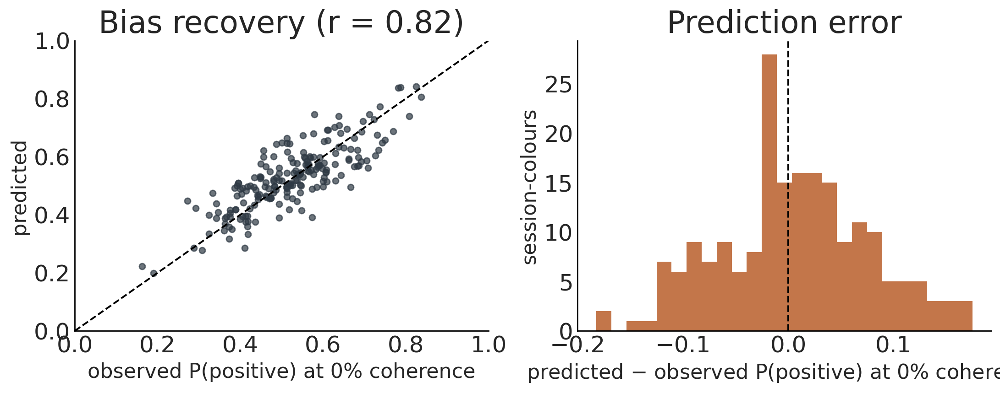 Bias recovery (r = 0.82)
1.0
0.8
0.6
0.4
0.2
0.0
predicted
0.0 0.2 0.4 0.6 0.8 1.0
observed P(positive) at 0% coherence
Prediction error
25
20
15
10
5
0
session-colours
−0.2 −0.1 0.0 0.1
predicted − observed P(positive) at 0% cohere